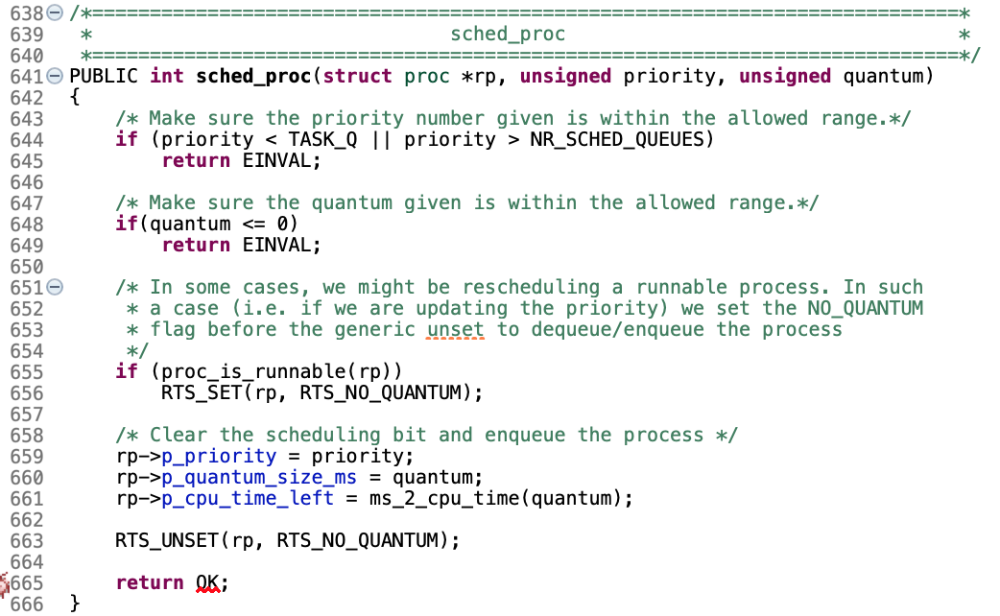 638 /*===========================================================================*
639  *                               sched_proc                                  *
640  *===========================================================================*/
641 PUBLIC int sched_proc(struct proc *rp, unsigned priority, unsigned quantum)
642 {
643     /* Make sure the priority number given is within the allowed range.*/
644     if (priority < TASK_Q || priority > NR_SCHED_QUEUES)
645         return EINVAL;
646
647     /* Make sure the quantum given is within the allowed range.*/
648     if(quantum <= 0)
649         return EINVAL;
650
651     /* In some cases, we might be rescheduling a runnable process. In such
652      * a case (i.e. if we are updating the priority) we set the NO_QUANTUM
653      * flag before the generic unset to dequeue/enqueue the process
654      */
655     if (proc_is_runnable(rp))
656         RTS_SET(rp, RTS_NO_QUANTUM);
657
658     /* Clear the scheduling bit and enqueue the process */
659     rp->p_priority = priority;
660     rp->p_quantum_size_ms = quantum;
661     rp->p_cpu_time_left = ms_2_cpu_time(quantum);
662
663     RTS_UNSET(rp, RTS_NO_QUANTUM);
664
665     return OK;
666 }